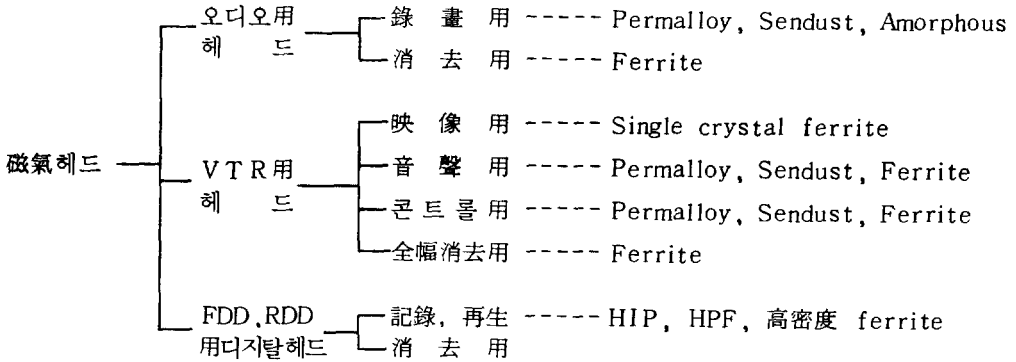 오디오用 헤드
錄畫用 ----- Permalloy, Sendust, Amorphous
消去用 ----- Ferrite
磁氣헤드
VTR用 헤드
映像用 ----- Single crystal ferrite
音聲用 ----- Permalloy, Sendust, Ferrite
콘트롤用 ----- Permalloy, Sendust, Ferrite
全幅消去用 ----- Ferrite
FDD, RDD
用디지탈헤드
記錄, 再生 ----- HIP, HPF, 高密度 ferrite
消去用